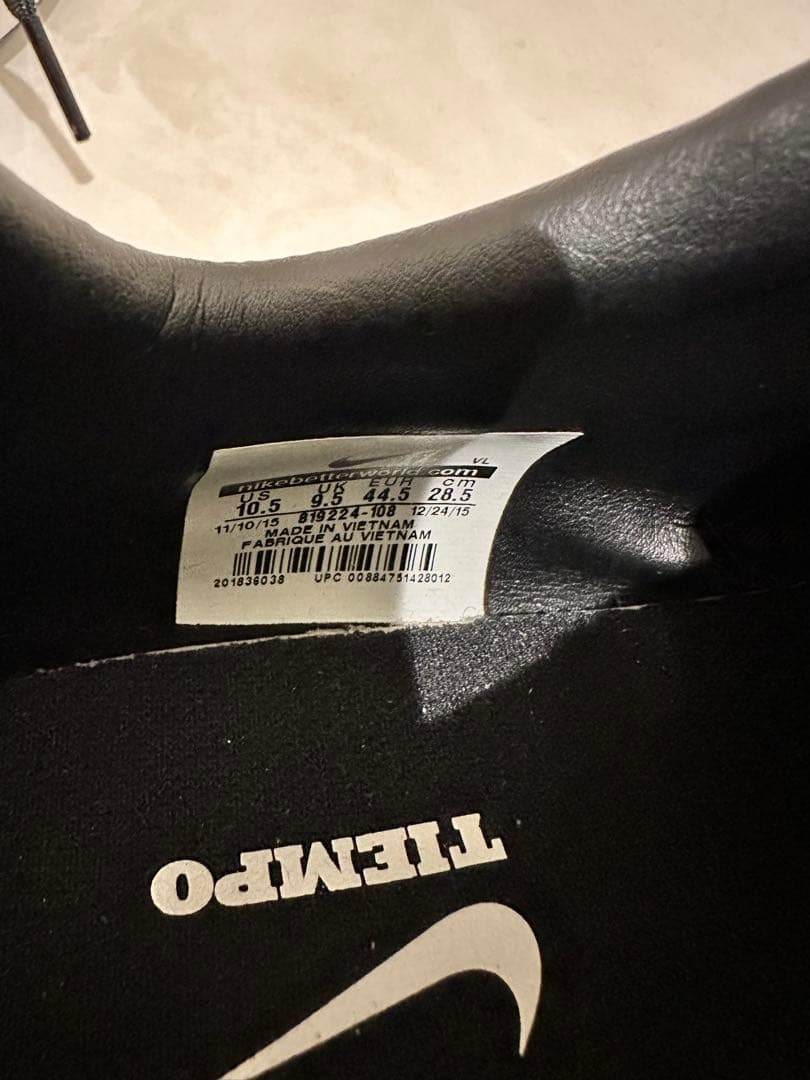 VL
nikebetterworld.com
US UK EUR cm
10.5 9.5 44.5 28.5
11/10/15 819224-108 12/24/15
MADE IN VIETNAM
FABRIQUE AU VIETNAM
201836038 UPC 00884751428012
TIEMPO